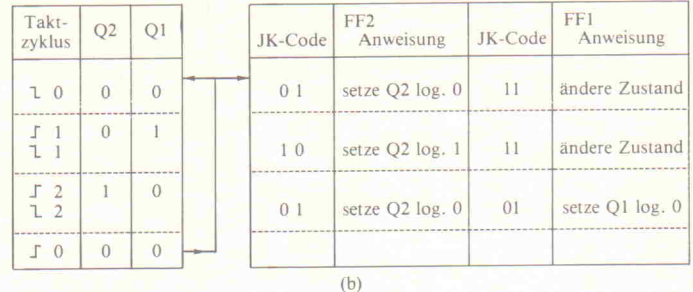 Takt-
zyklus Q2 Q1
ʅ 0 0 0
ʃ 1 0 1
ʅ 1
ʃ 2 1 0
ʅ 2
ʃ 0 0 0
JK-Code FF2 Anweisung JK-Code FF1 Anweisung
0 1 setze Q2 log. 0 11 ändere Zustand
1 0 setze Q2 log. 1 11 ändere Zustand
0 1 setze Q2 log. 0 01 setze Q1 log. 0
(b)